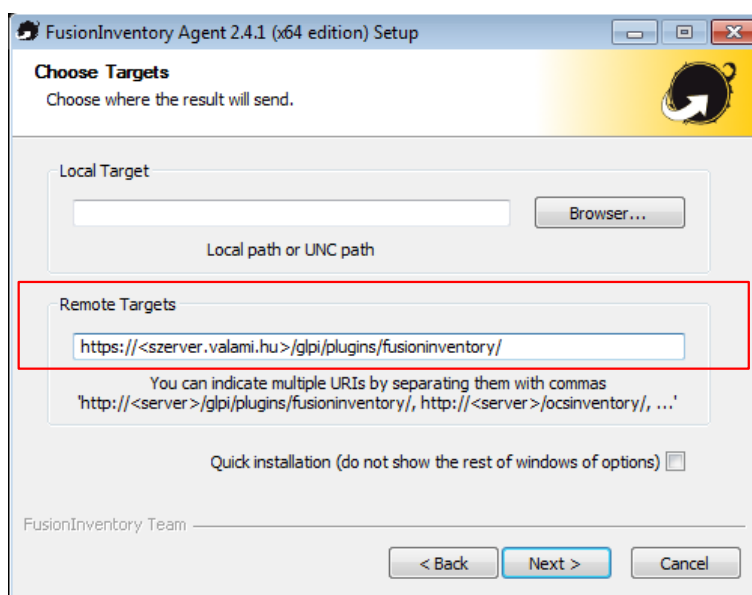 FusionInventory Agent 2.4.1 (x64 edition) Setup
Choose Targets
Choose where the result will send.
Local Target
Browser...
Local path or UNC path
Remote Targets
https://<szerver.valami.hu>/glpi/plugins/fusioninventory/
You can indicate multiple URIs by separating them with commas
'http://<server>/glpi/plugins/fusioninventory/, http://<server>/ocsinventory/, ...'
Quick installation (do not show the rest of windows of options)
FusionInventory Team
< Back Next > Cancel